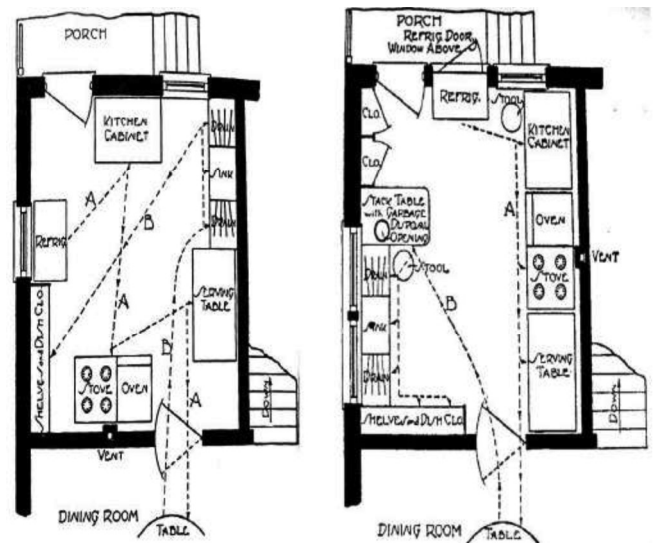 PORCH
KITCHEN
CABINET
DRAIN
SINK
DRAIN
A
B
REFRIG.
A
SERVING
TABLE
B
A
SHELVES AND DISH CLO.
STOVE
OVEN
VENT
DOWN
DINING ROOM
TABLE
PORCH
REFRIG. DOOR
WINDOW ABOVE
REFRIG.
STOOL
CLO.
CLO.
KITCHEN
CABINET
A
STACK TABLE
WITH GARBAGE
DISPOSAL
OPENING
OVEN
VENT
STOOL
DRAIN
STOVE
B
SINK
DRAIN
SERVING
TABLE
SHELVES AND DISH CLO.
DOWN
DINING ROOM
TABLE